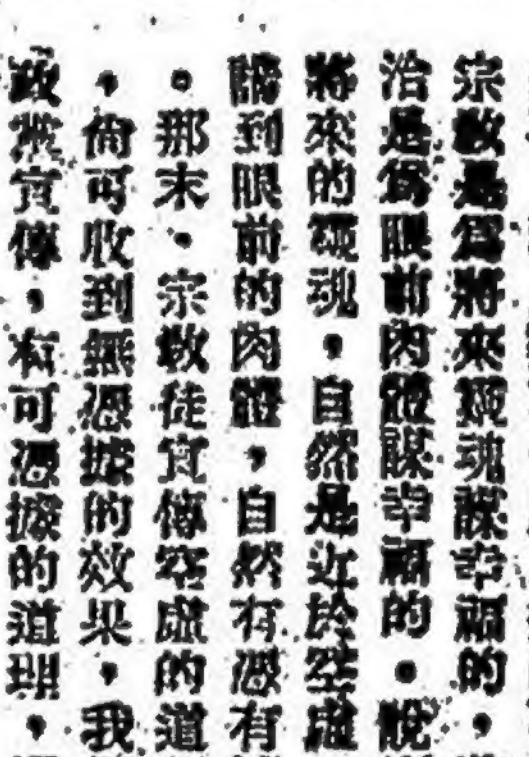 宗教是爲將來靈魂謀幸福的，
治是爲眼前肉體謀幸福的。說
將來的靈魂，自然是近於空虛
講到眼前的肉體，自然有憑有
。那末，宗教徒宣傳空虛的道
，尙可收到無憑據的效果，我
政黨宣傳，有可憑據的道理，